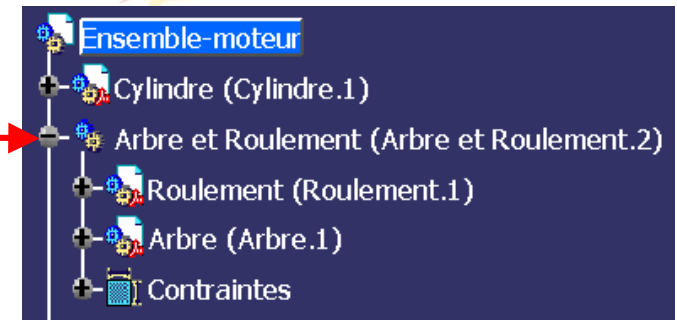 Ensemble-moteur
Cylindre (Cylindre.1)
Arbre et Roulement (Arbre et Roulement.2)
Roulement (Roulement.1)
Arbre (Arbre.1)
Contraintes